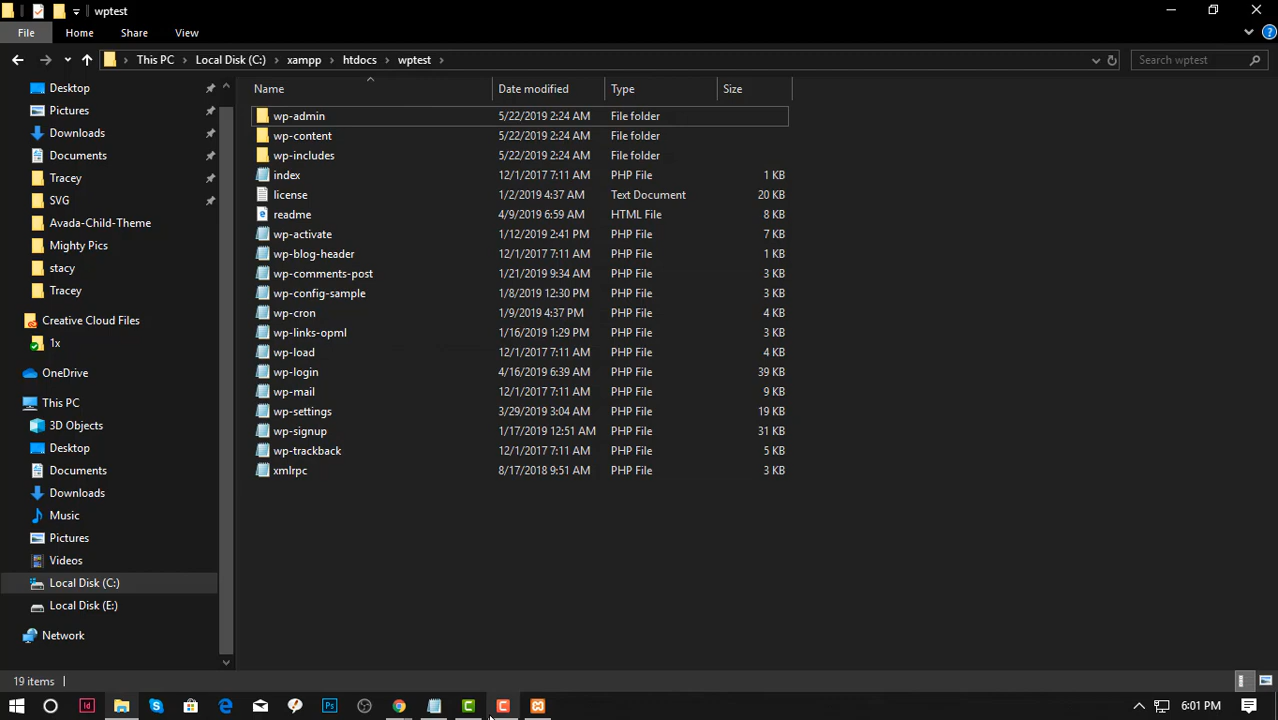 wptest
File Home Share View
This PC Local Disk (C:) xampp htdocs wptest Search wptest
Desktop
Pictures
Downloads
Documents
Tracey
SVG
Avada-Child-Theme
Mighty Pics
stacy
Tracey
Creative Cloud Files
1x
OneDrive
This PC
3D Objects
Desktop
Documents
Downloads
Music
Pictures
Videos
Local Disk (C:)
Local Disk (E:)
Network
Name Date modified Type Size
wp-admin 5/22/2019 2:24 AM File folder
wp-content 5/22/2019 2:24 AM File folder
wp-includes 5/22/2019 2:24 AM File folder
index 12/1/2017 7:11 AM PHP File 1 KB
license 1/2/2019 4:37 AM Text Document 20 KB
readme 4/9/2019 6:59 AM HTML File 8 KB
wp-activate 1/12/2019 2:41 PM PHP File 7 KB
wp-blog-header 12/1/2017 7:11 AM PHP File 1 KB
wp-comments-post 1/21/2019 9:34 AM PHP File 3 KB
wp-config-sample 1/8/2019 12:30 PM PHP File 3 KB
wp-cron 1/9/2019 4:37 PM PHP File 4 KB
wp-links-opml 1/16/2019 1:29 PM PHP File 3 KB
wp-load 12/1/2017 7:11 AM PHP File 4 KB
wp-login 4/16/2019 6:39 AM PHP File 39 KB
wp-mail 12/1/2017 7:11 AM PHP File 9 KB
wp-settings 3/29/2019 3:04 AM PHP File 19 KB
wp-signup 1/17/2019 12:51 AM PHP File 31 KB
wp-trackback 12/1/2017 7:11 AM PHP File 5 KB
xmlrpc 8/17/2018 9:51 AM PHP File 3 KB
19 items
Id Ps C C 6:01 PM